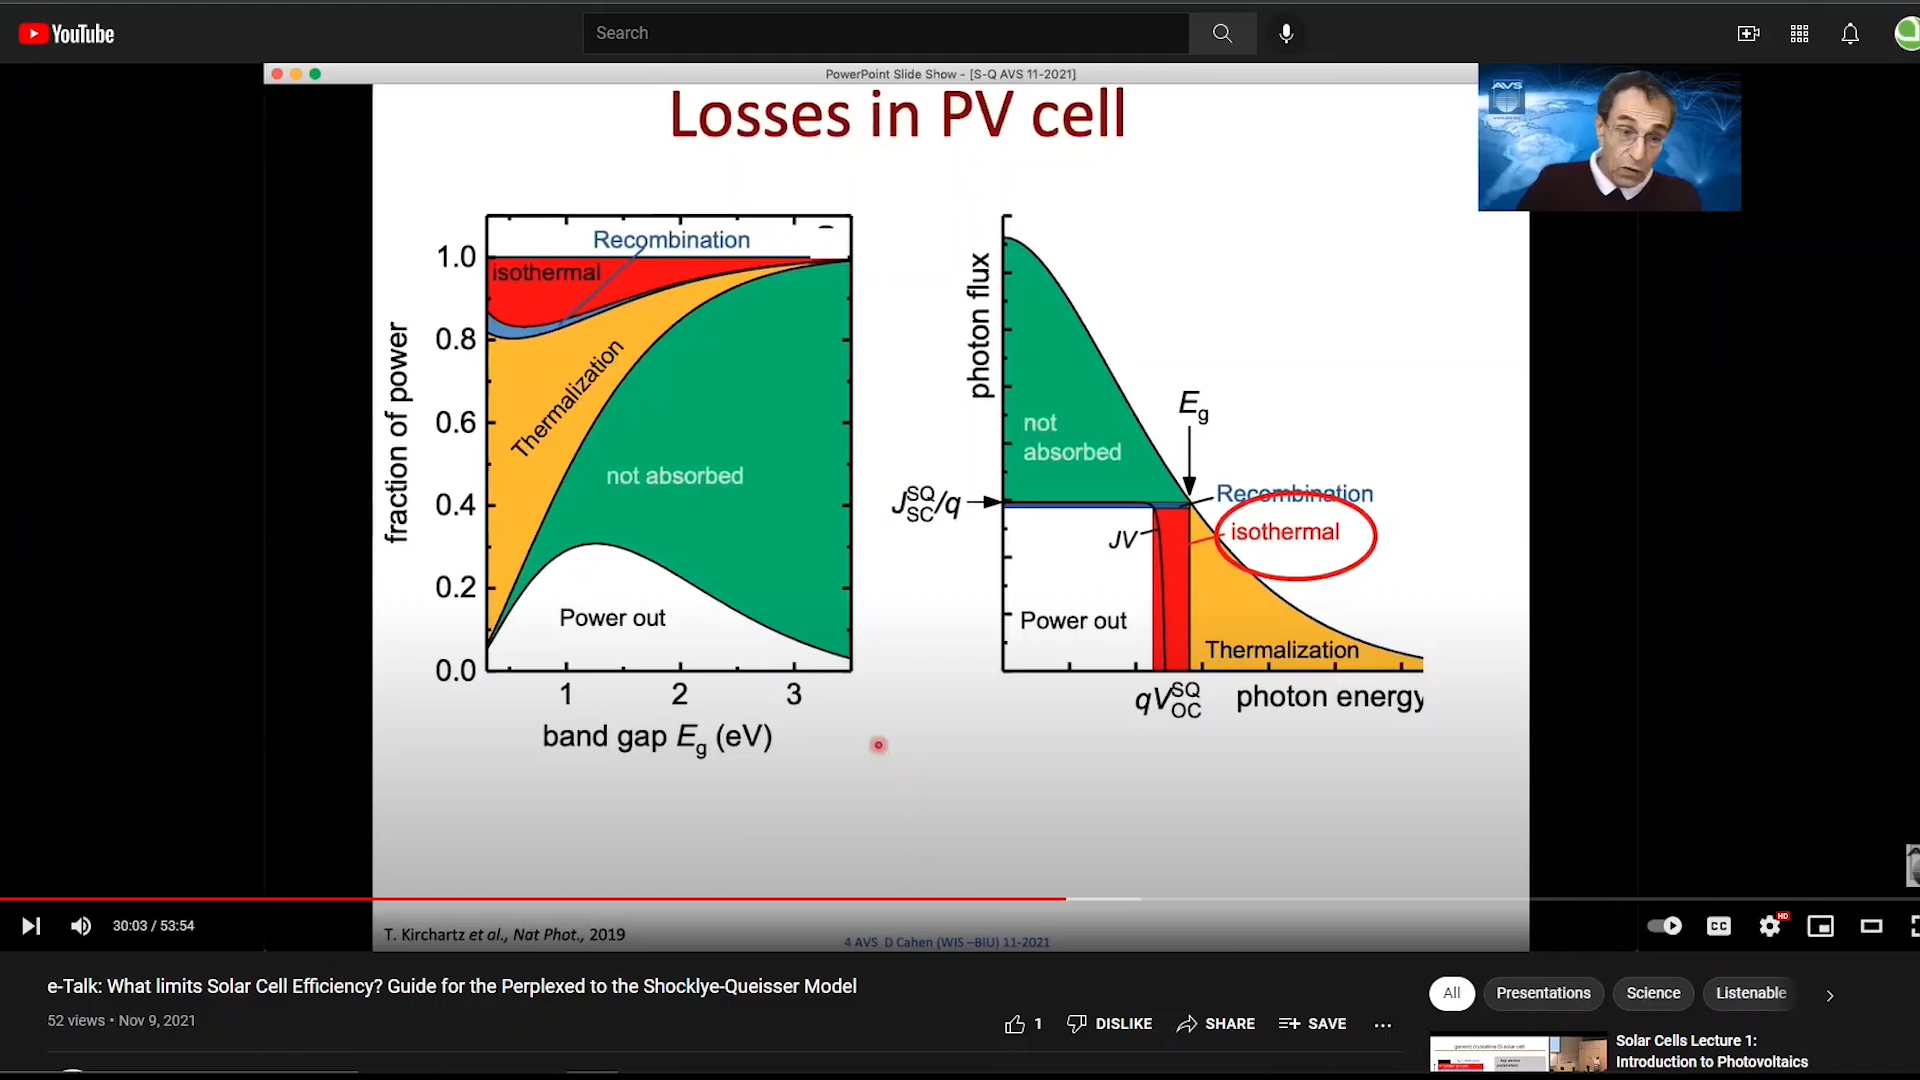 YouTube
Search
PowerPoint Slide Show - [S-Q AVS 11-2021]
AVS
Losses in PV cell
Recombination
isothermal
Thermalization
not absorbed
Power out
1.0
0.8
0.6
0.4
0.2
0.0
fraction of power
1 2 3
band gap Eg (eV)
photon flux
Eg
not
absorbed
JSCSQ/q
Recombination
isothermal
JV
Power out
Thermalization
qVOCSQ
photon energy
30:03 / 53:54
CC
HD
T. Kirchartz et al., Nat Phot., 2019
4 AVS D Cahen (WIS –BIU) 11-2021
e-Talk: What limits Solar Cell Efficiency? Guide for the Perplexed to the Shocklye-Queisser Model
52 views • Nov 9, 2021
1 DISLIKE SHARE SAVE ...
All Presentations Science Listenable
Solar Cells Lecture 1:
Introduction to Photovoltaics